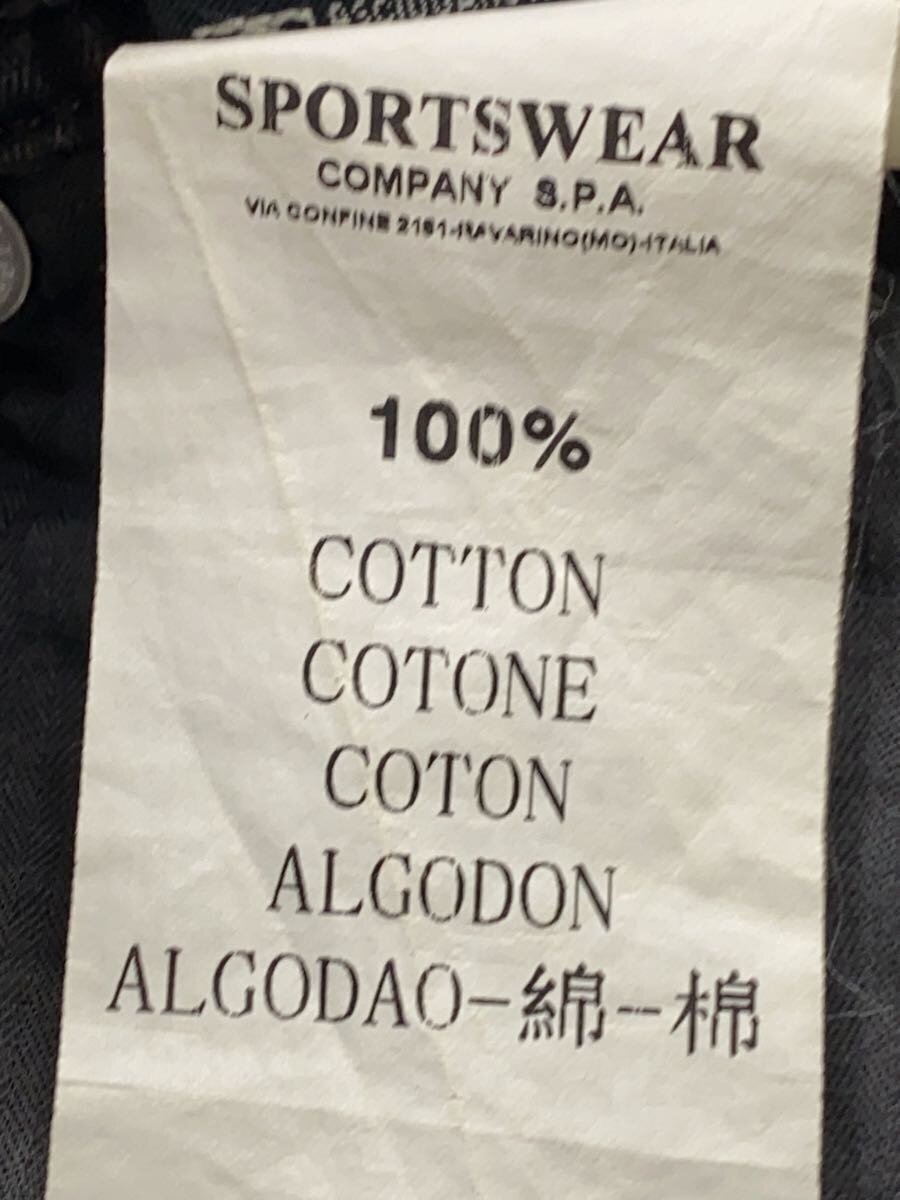 SPORTSWEAR
COMPANY S.P.A.
VIA CONFINE 2161-RAVARINO(MO)-ITALIA
100%
COTTON
COTONE
COTON
ALGODON
ALGODAO-綿-棉